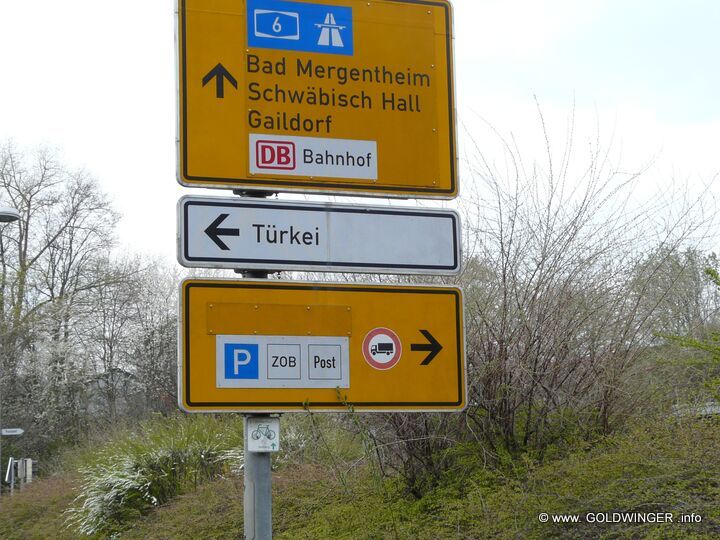 6
Bad Mergentheim
Schwäbisch Hall
Gaildorf
DB Bahnhof
Türkei
P ZOB Post
© www. GOLDWINGER .info